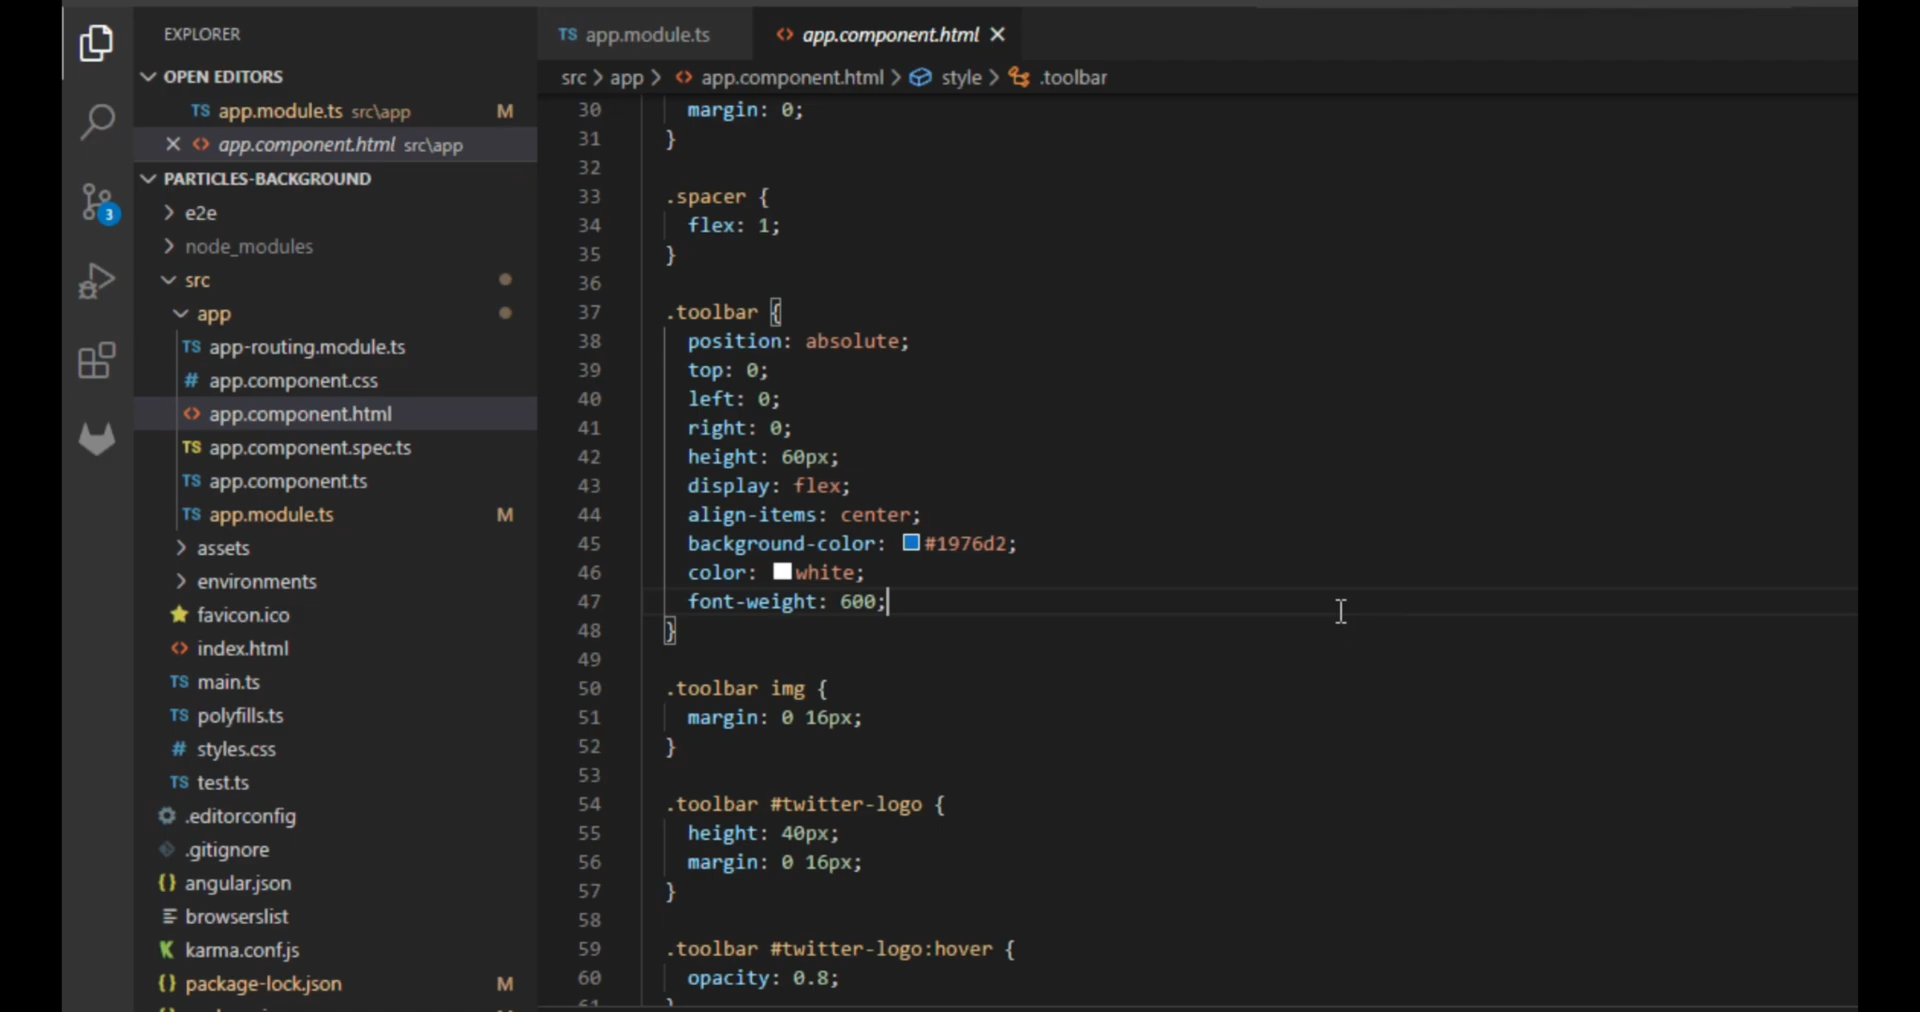 EXPLORER
OPEN EDITORS
TS app.module.ts src\app M
<> app.component.html src\app
PARTICLES-BACKGROUND
3
e2e
node_modules
src
app
TS app-routing.module.ts
# app.component.css
<> app.component.html
TS app.component.spec.ts
TS app.component.ts
TS app.module.ts M
assets
environments
favicon.ico
<> index.html
TS main.ts
TS polyfills.ts
# styles.css
TS test.ts
.editorconfig
.gitignore
{} angular.json
browserslist
K karma.conf.js
{} package-lock.json M
TS app.module.ts
<> app.component.html
src > app > <> app.component.html > style > .toolbar
30 margin: 0;
31 }
32
33 .spacer {
34 flex: 1;
35 }
36
37 .toolbar {
38 position: absolute;
39 top: 0;
40 left: 0;
41 right: 0;
42 height: 60px;
43 display: flex;
44 align-items: center;
45 background-color: #1976d2;
46 color: white;
47 font-weight: 600;
48 }
49
50 .toolbar img {
51 margin: 0 16px;
52 }
53
54 .toolbar #twitter-logo {
55 height: 40px;
56 margin: 0 16px;
57 }
58
59 .toolbar #twitter-logo:hover {
60 opacity: 0.8;